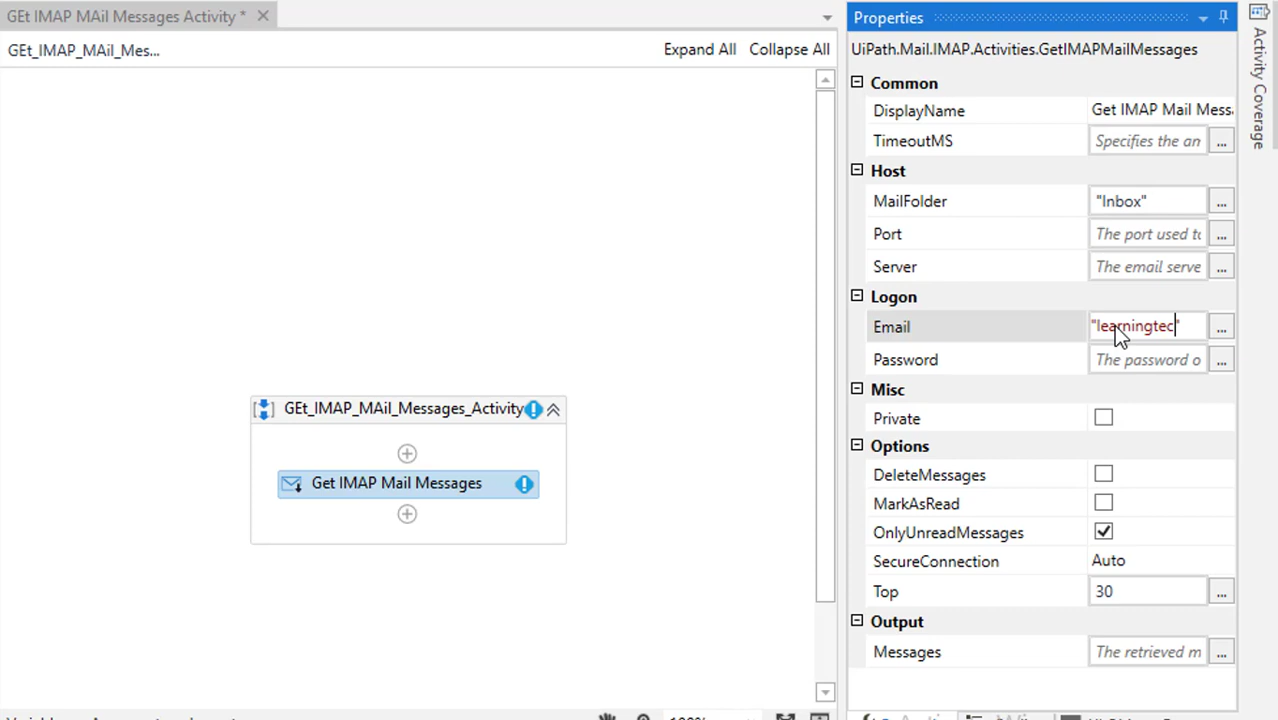 GEt IMAP MAil Messages Activity *
GEt_IMAP_MAil_Mes...
Expand All
Collapse All
GEt_IMAP_MAil_Messages_Activity
Get IMAP Mail Messages
Properties
UiPath.Mail.IMAP.Activities.GetIMAPMailMessages
Common
DisplayName
Get IMAP Mail Mess
TimeoutMS
Specifies the an
...
Host
MailFolder
"Inbox"
...
Port
The port used to
...
Server
The email serve
...
Logon
Email
"learningtec"
...
Password
The password o
...
Misc
Private
Options
DeleteMessages
MarkAsRead
OnlyUnreadMessages
SecureConnection
Auto
Top
30
...
Output
Messages
The retrieved m
...
Activity Coverage